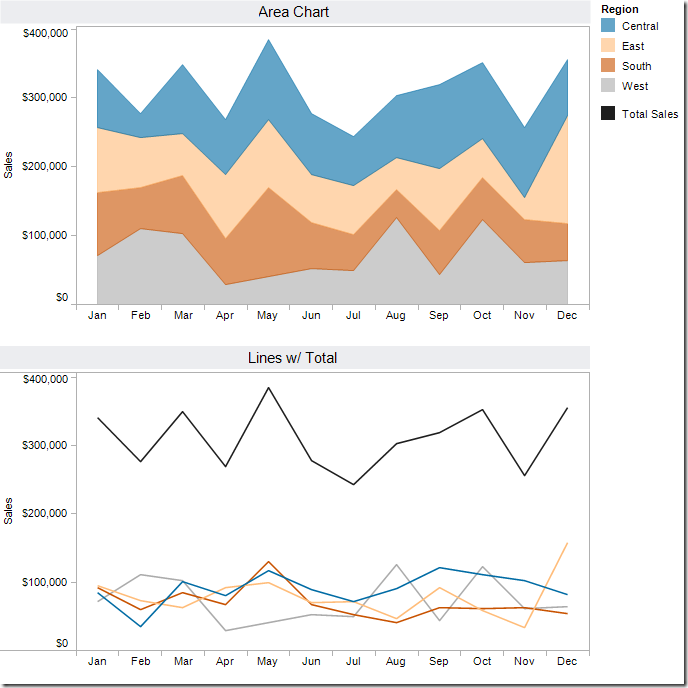 Area Chart
$400,000
$300,000
$200,000
$100,000
$0
Sales
Jan Feb Mar Apr May Jun Jul Aug Sep Oct Nov Dec
Region
Central
East
South
West
Total Sales
Lines w/ Total
$400,000
$300,000
$200,000
$100,000
$0
Sales
Jan Feb Mar Apr May Jun Jul Aug Sep Oct Nov Dec